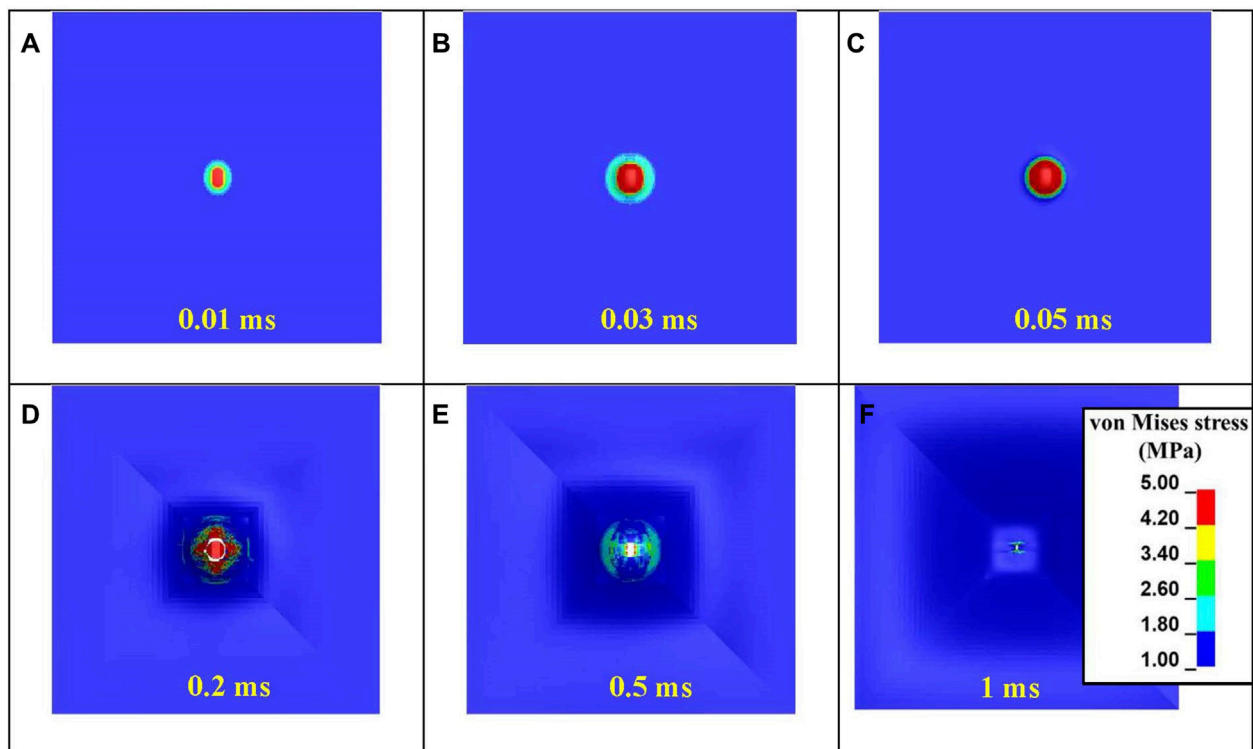 A
B
C
0.01 ms
0.03 ms
0.05 ms
D
E
F
von Mises stress
(MPa)
5.00
4.20
3.40
2.60
1.80
1.00
0.2 ms
0.5 ms
1 ms